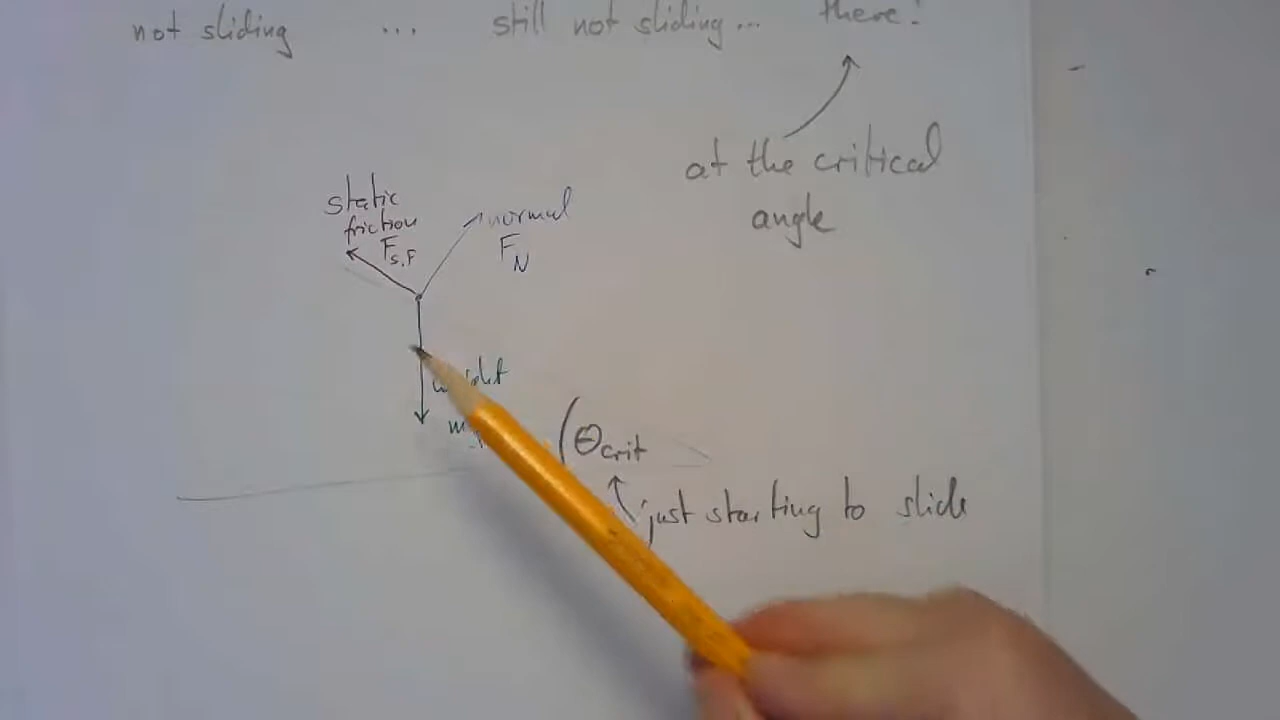 not sliding ... still not sliding... there!
at the critical
angle
static
friction
F_S,F
normal
F_N
(θcrit
just starting to slide